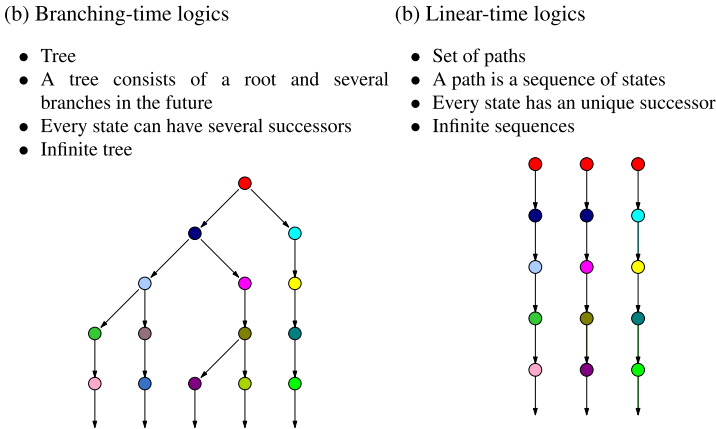 (b) Branching-time logics
● Tree
● A tree consists of a root and several
branches in the future
● Every state can have several successors
● Infinite tree
(b) Linear-time logics
● Set of paths
● A path is a sequence of states
● Every state has an unique successor
● Infinite sequences